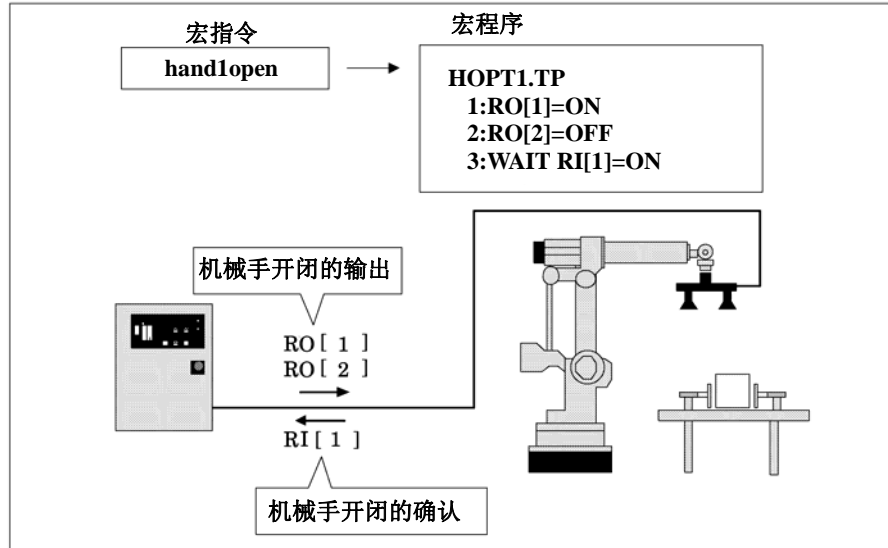 宏指令
hand1open
宏程序
HOPT1.TP
1:RO[1]=ON
2:RO[2]=OFF
3:WAIT RI[1]=ON
机械手开闭的输出
RO[ 1 ]
RO[ 2 ]
RI[ 1 ]
机械手开闭的确认